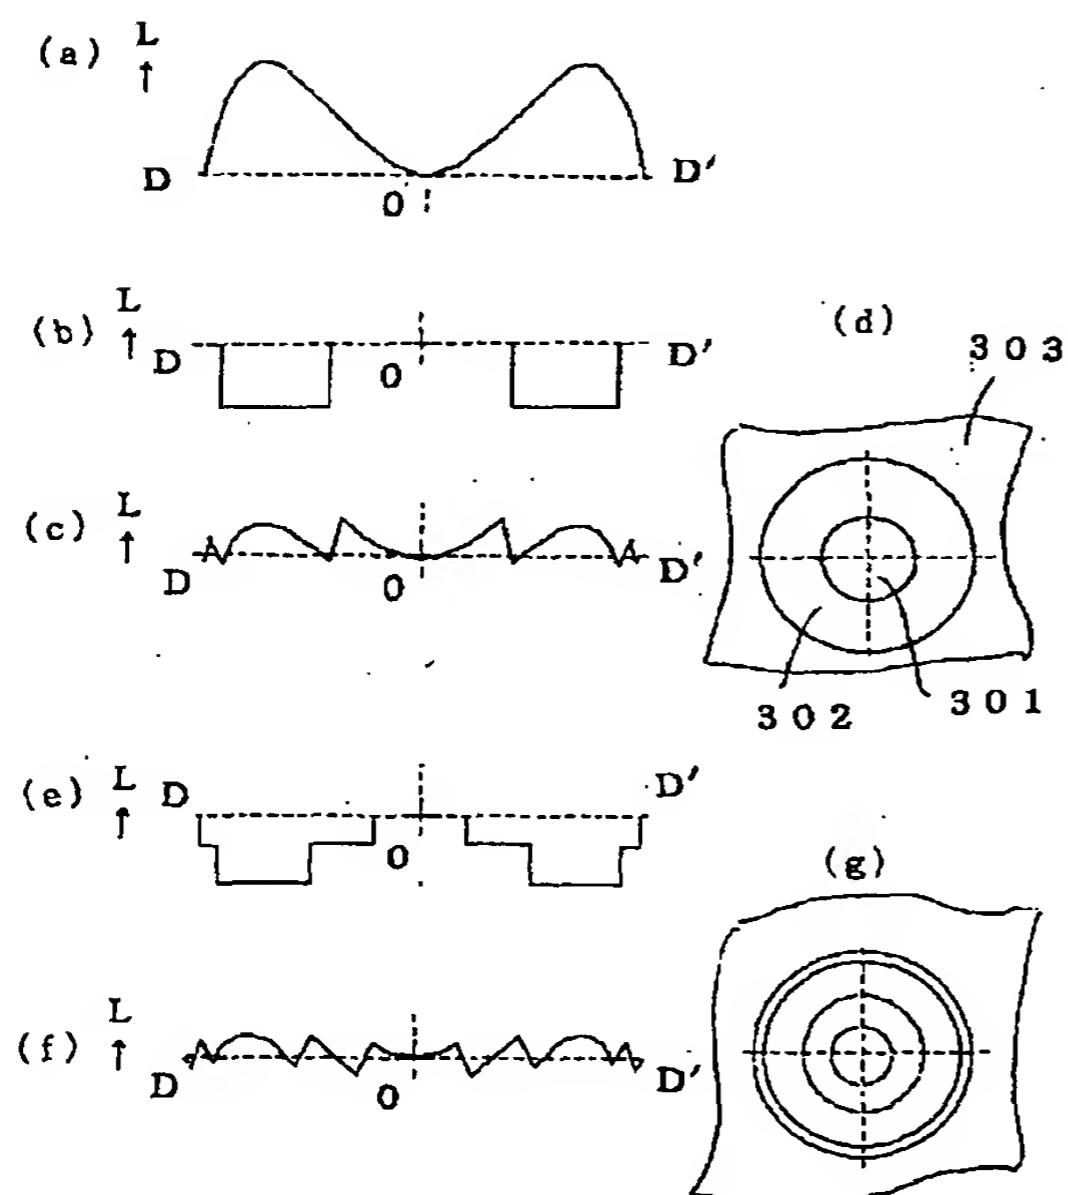 (a) L
↑
D D′
0
L
(b) ↑ D D′
0
(d)
303
L
(c) ↑
D D′
0
302 301
(e) L D D′
↑
0
(g)
L
(f) ↑
D D′
0